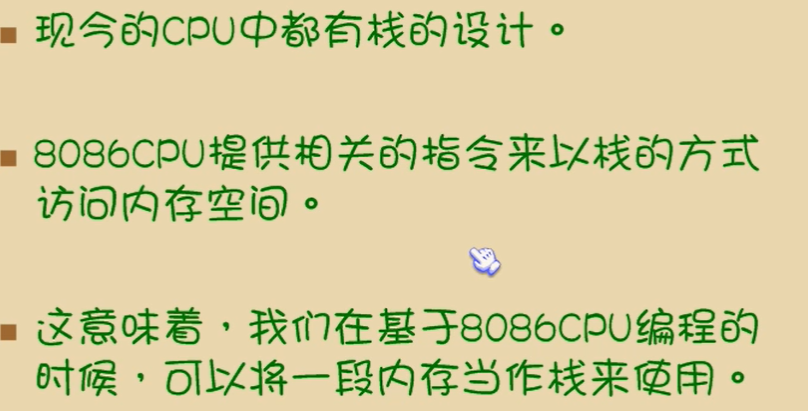 现今的CPU中都有栈的设计。
8086CPU提供相关的指令来以栈的方式
访问内存空间。
这意味着，我们在基于8086CPU编程的
时候，可以将一段内存当作栈来使用。